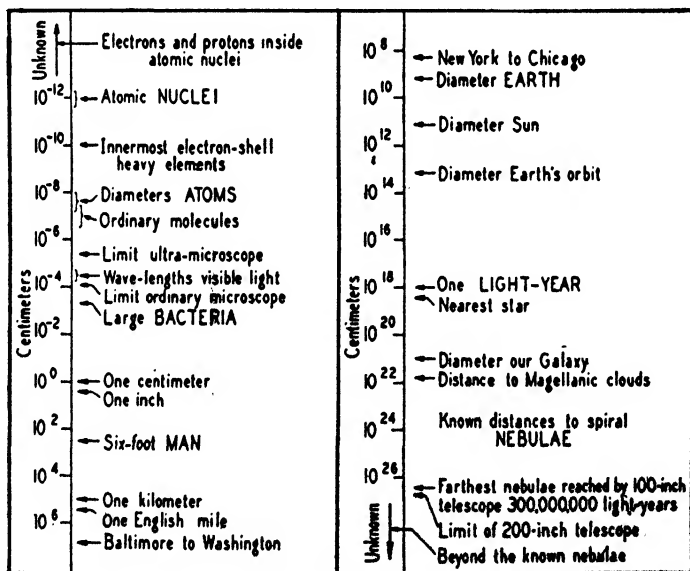 Unknown
Electrons and protons inside
atomic nuclei
10⁻¹²
Atomic NUCLEI
10⁻¹⁰
Innermost electron-shell
heavy elements
10⁻⁸
Diameters ATOMS
Ordinary molecules
10⁻⁶
Limit ultra-microscope
10⁻⁴
Wave-lengths visible light
Limit ordinary microscope
Large BACTERIA
10⁻²
Centimeters
10⁰
One centimeter
One inch
10²
Six-foot MAN
10⁴
One kilometer
10⁶
One English mile
Baltimore to Washington
10⁸
New York to Chicago
Diameter EARTH
10¹⁰
Diameter Sun
10¹²
Diameter Earth's orbit
10¹⁴
10¹⁶
10¹⁸
One LIGHT-YEAR
Nearest star
Centimeters
10²⁰
Diameter our Galaxy
10²²
Distance to Magellanic clouds
10²⁴
Known distances to spiral
NEBULAE
10²⁶
Farthest nebulae reached by 100-inch
telescope 300,000,000 light-years
Limit of 200-inch telescope
Unknown
Beyond the known nebulae